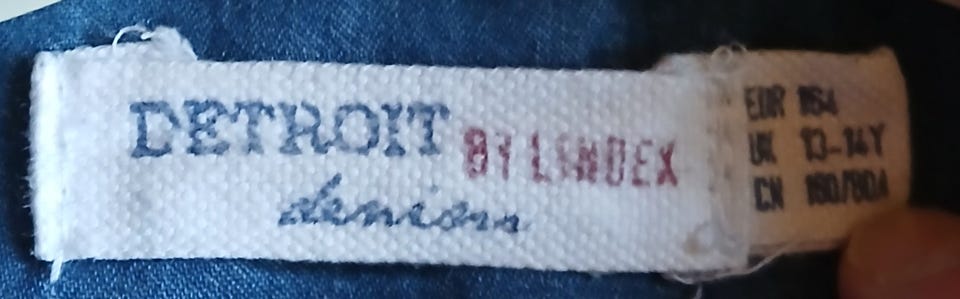 DETROIT BY LINDEX
denim
EUR 164
UK 13-14Y
CN 160/80A